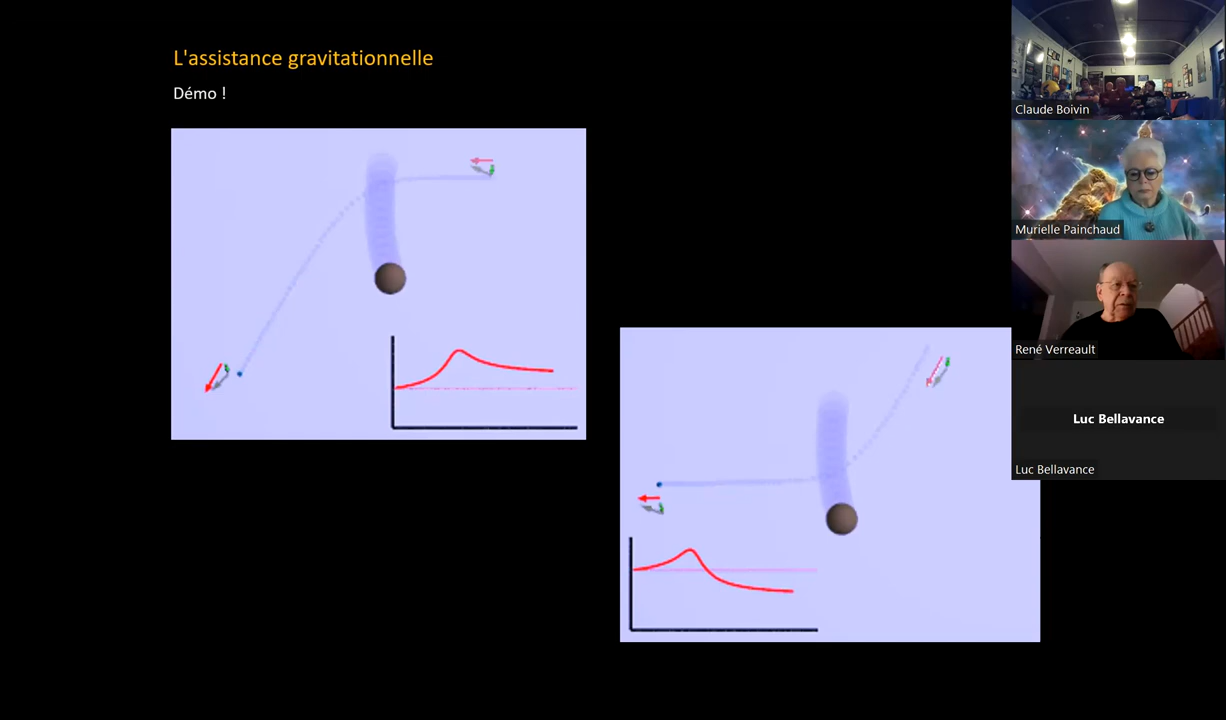 L'assistance gravitationnelle
Démo !
Claude Boivin
Murielle Painchaud
René Verreault
Luc Bellavance
Luc Bellavance